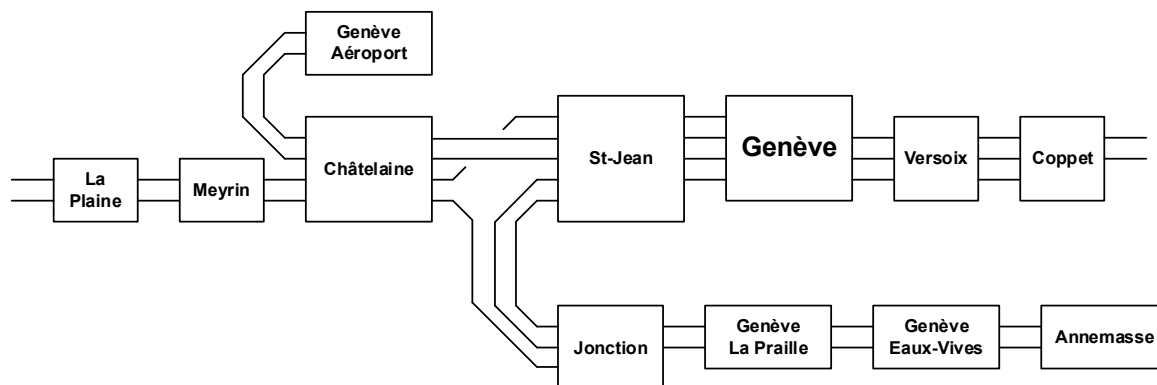 Genève
Aéroport
Châtelaine
St-Jean
Genève
Versoix
Coppet
La
Plaine
Meyrin
Jonction
Genève
La Praille
Genève
Eaux-Vives
Annemasse